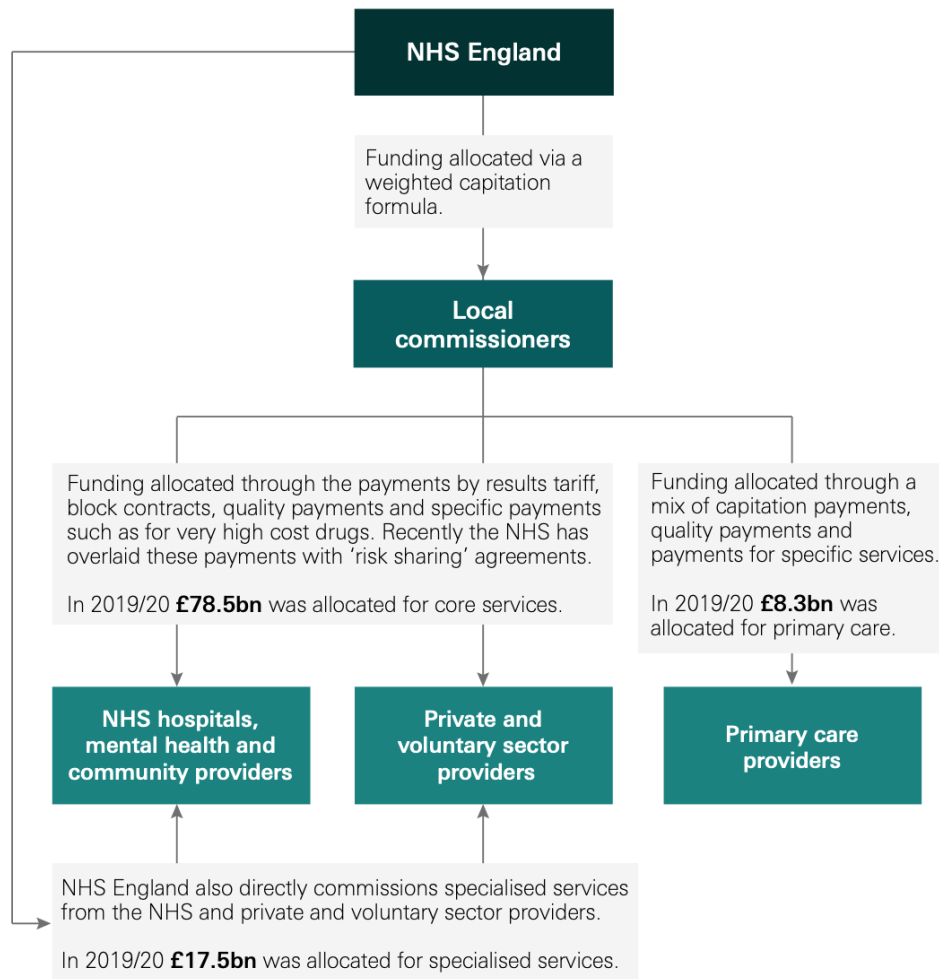 NHS England
Funding allocated via a
weighted capitation
formula.
Local
commissioners
Funding allocated through the payments by results tariff,
block contracts, quality payments and specific payments
such as for very high cost drugs. Recently the NHS has
overlaid these payments with ‘risk sharing’ agreements.
In 2019/20 £78.5bn was allocated for core services.
Funding allocated through a
mix of capitation payments,
quality payments and
payments for specific services.
In 2019/20 £8.3bn was
allocated for primary care.
NHS hospitals,
mental health and
community providers
Private and
voluntary sector
providers
Primary care
providers
NHS England also directly commissions specialised services
from the NHS and private and voluntary sector providers.
In 2019/20 £17.5bn was allocated for specialised services.